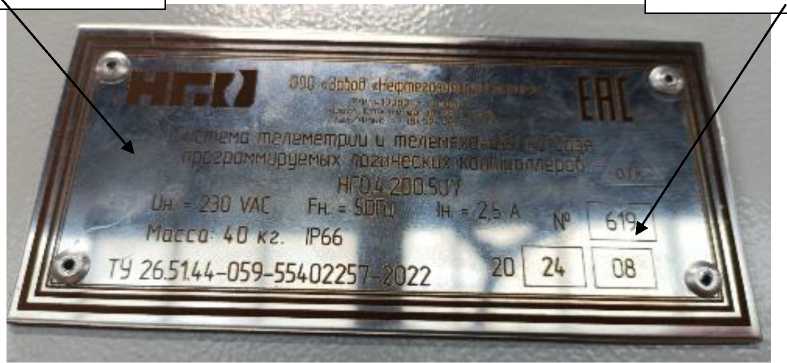 НГО ООО «Завод «Нефтегазоборудование» EAC
Система телеметрии и телемеханики на базе
программируемых логических контроллеров
НГО.4.200.5UY
Uн. = 230 VAC Fн. = 50Гц Iн = 2,5 А № 619
Масса: 40 кг. IP66
ТУ 26.51.44-059-55402257-2022 20 24 08